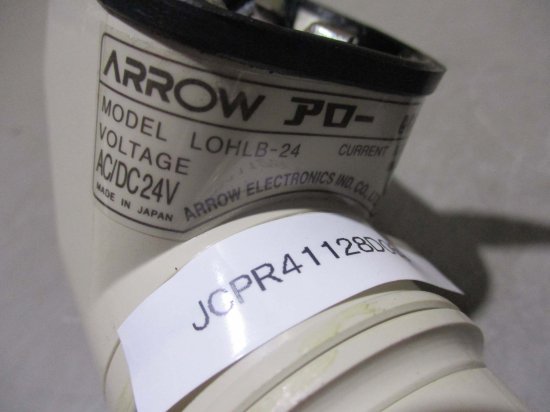 ARROW アロー
MODEL LOHLB-24 CURRENT
VOLTAGE
AC/DC24V
MADE IN JAPAN ARROW ELECTRONICS IND. CO.,
JCPR41128D